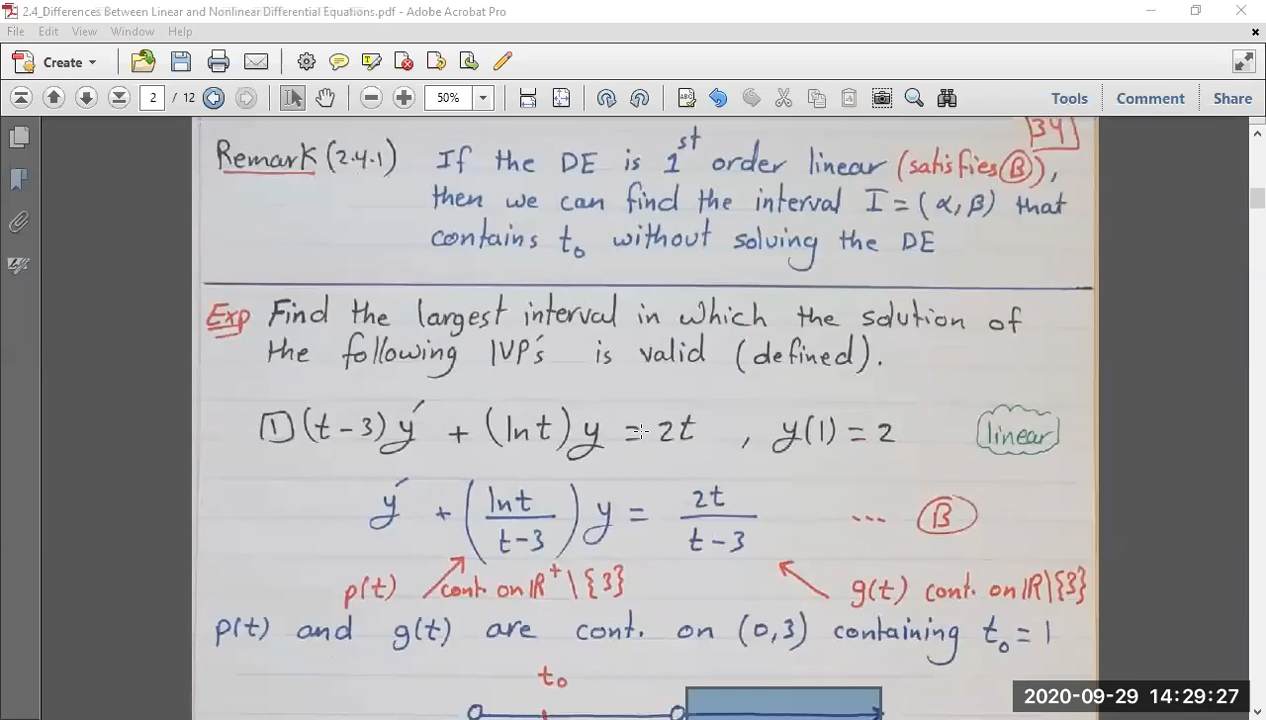 2.4_Differences Between Linear and Nonlinear Differential Equations.pdf - Adobe Acrobat Pro
File Edit View Window Help
Create
2 / 12 50% Tools Comment Share
34
Remark (2.4.1) If the DE is 1st order linear (satisfies B),
then we can find the interval I = (α, β) that
contains t₀ without solving the DE
Exp Find the largest interval in which the solution of
the following IVP's is valid (defined).
1 (t-3)y' + (ln t)y = 2t , y(1) = 2 linear
y' + (ln t / t-3) y = 2t / t-3 ... B
p(t) cont. on IR⁺ \ {3} g(t) cont. on IR\{3}
p(t) and g(t) are cont. on (0,3) containing t₀ = 1
t₀
2020-09-29 14:29:27